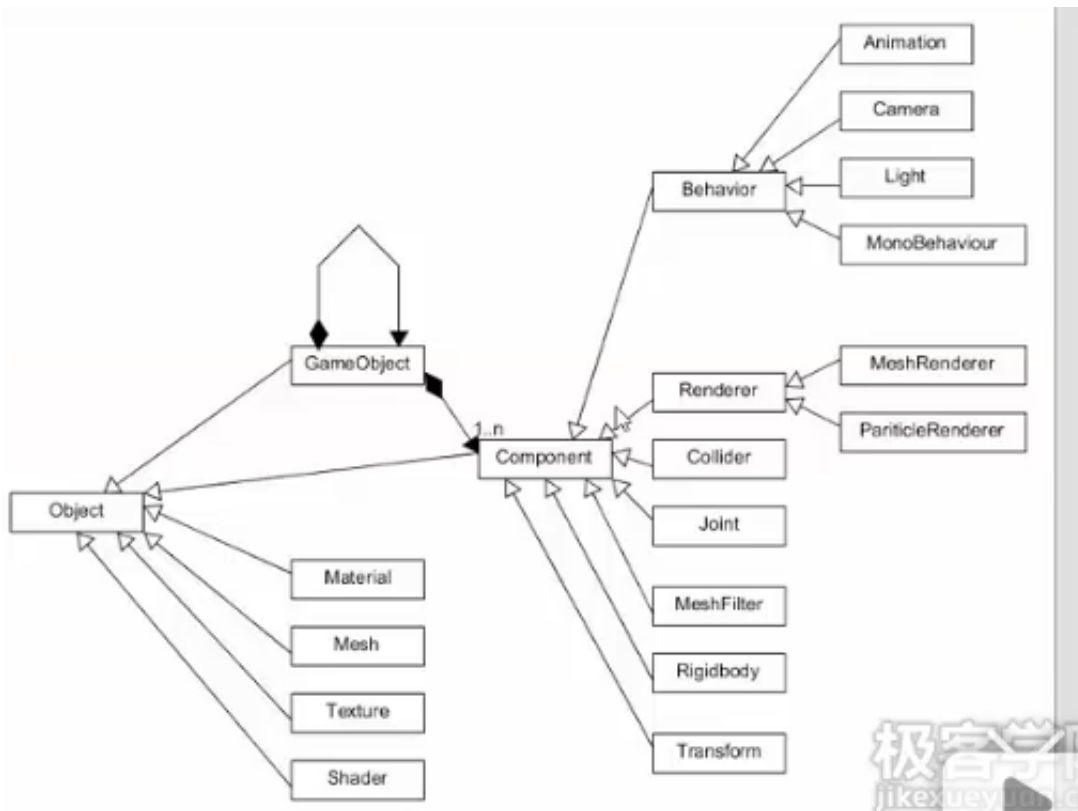 Animation
Camera
Behavior
Light
MonoBehaviour
GameObject
MeshRenderer
Renderer
PariticleRenderer
1..n
Component
Collider
Object
Joint
Material
MeshFilter
Mesh
Rigidbody
Texture
Transform
Shader
极客学